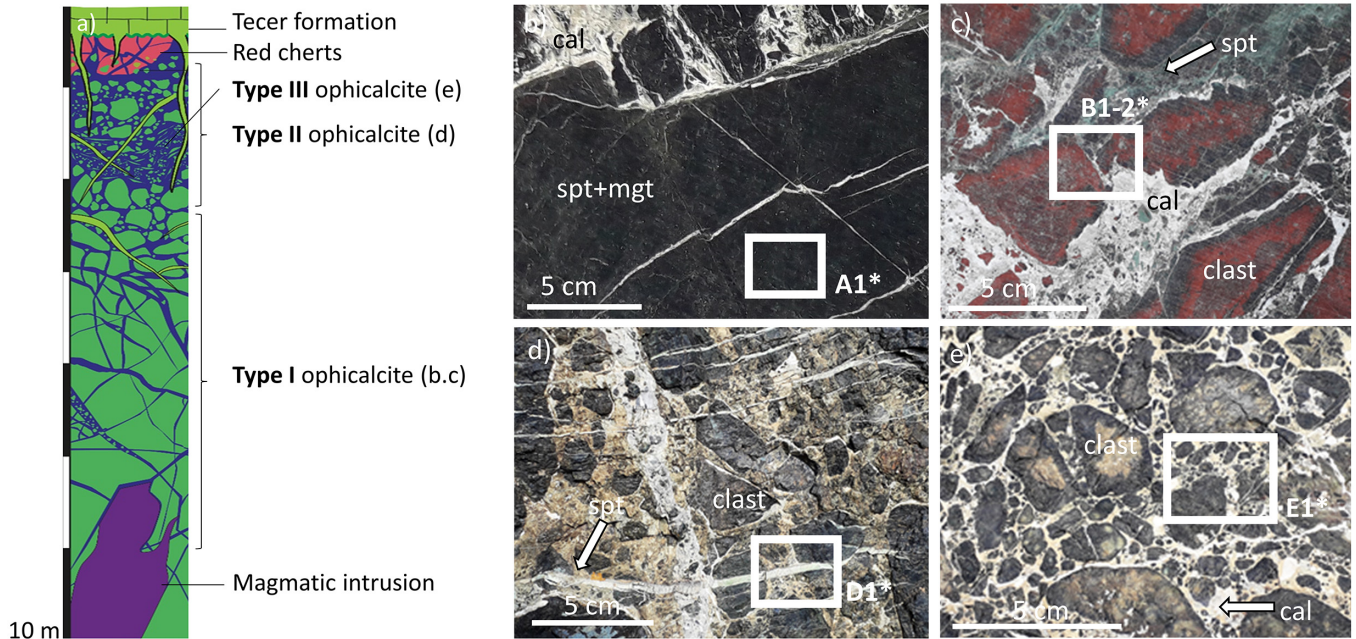 a)
Tecer formation
Red cherts
Type III ophicalcite (e)
Type II ophicalcite (d)
Type I ophicalcite (b.c)
Magmatic intrusion
10 m
cal
spt+mgt
A1*
5 cm
c)
spt
B1-2*
cal
clast
5 cm
d)
clast
spt
D1*
5 cm
e)
clast
E1*
cal
5 cm